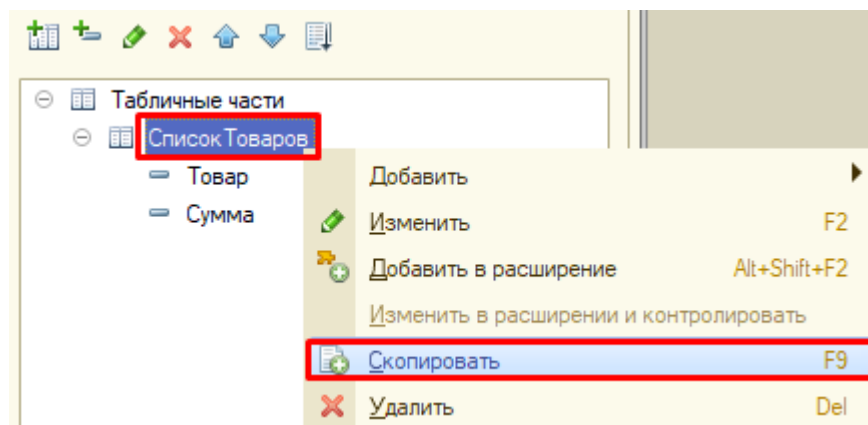 Табличные части
СписокТоваров
Товар
Сумма
Добавить
Изменить F2
Добавить в расширение Alt+Shift+F2
Изменить в расширении и контролировать
Скопировать F9
Удалить Del